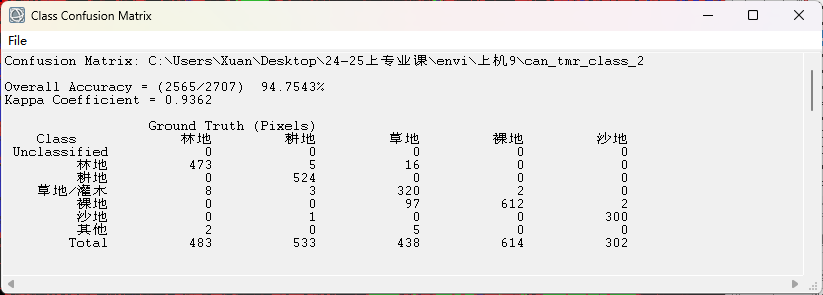 Class Confusion Matrix
File
Confusion Matrix: C:\Users\Xuan\Desktop\24-25上专业课\envi\上机9\can_tmr_class_2
Overall Accuracy = (2565/2707) 94.7543%
Kappa Coefficient = 0.9362
Ground Truth (Pixels)
Class 林地 耕地 草地 裸地 沙地
Unclassified 0 0 0 0 0
林地 473 5 16 0 0
耕地 0 524 0 0 0
草地/灌木 8 3 320 2 0
裸地 0 0 97 612 2
沙地 0 1 0 0 300
其他 2 0 5 0 0
Total 483 533 438 614 302